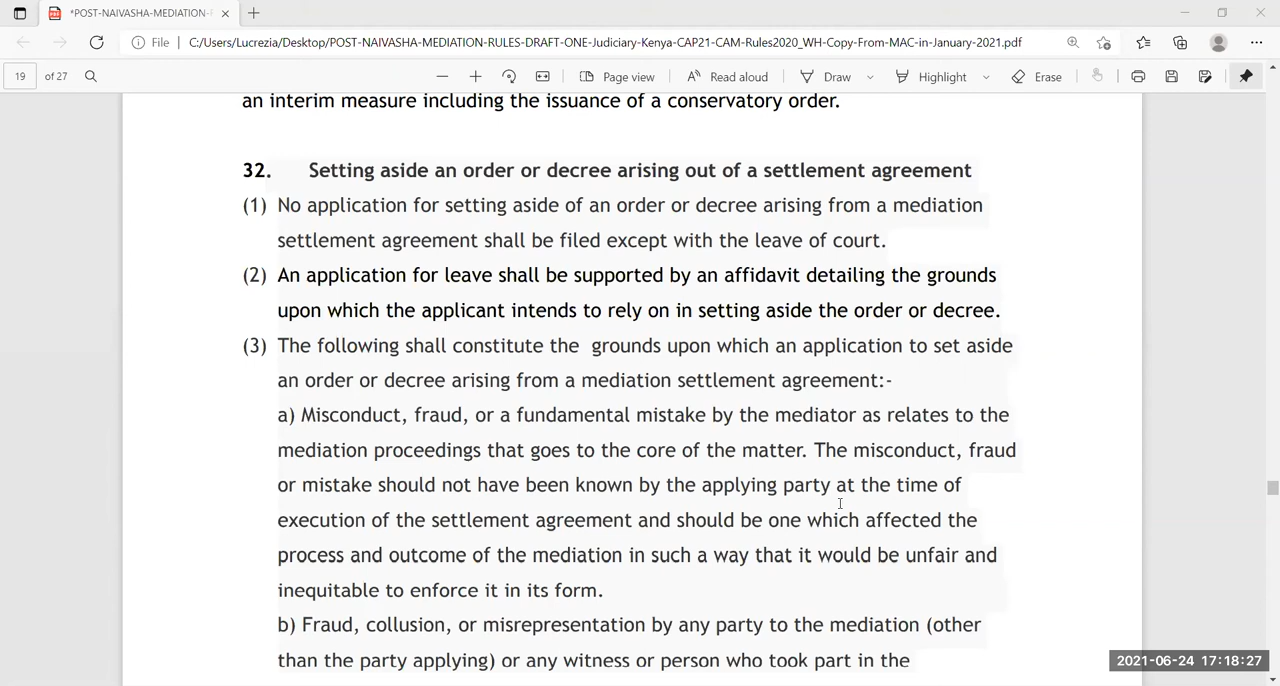 *POST-NAIVASHA-MEDIATION-
File C:/Users/Lucrezia/Desktop/POST-NAIVASHA-MEDIATION-RULES-DRAFT-ONE-Judiciary-Kenya-CAP21-CAM-Rules2020_WH-Copy-From-MAC-in-January-2021.pdf
19 of 27 Page view Read aloud Draw Highlight Erase
an interim measure including the issuance of a conservatory order.
32. Setting aside an order or decree arising out of a settlement agreement
(1) No application for setting aside of an order or decree arising from a mediation
settlement agreement shall be filed except with the leave of court.
(2) An application for leave shall be supported by an affidavit detailing the grounds
upon which the applicant intends to rely on in setting aside the order or decree.
(3) The following shall constitute the grounds upon which an application to set aside
an order or decree arising from a mediation settlement agreement:-
a) Misconduct, fraud, or a fundamental mistake by the mediator as relates to the
mediation proceedings that goes to the core of the matter. The misconduct, fraud
or mistake should not have been known by the applying party at the time of
execution of the settlement agreement and should be one which affected the
process and outcome of the mediation in such a way that it would be unfair and
inequitable to enforce it in its form.
b) Fraud, collusion, or misrepresentation by any party to the mediation (other
than the party applying) or any witness or person who took part in the
2021-06-24 17:18:27